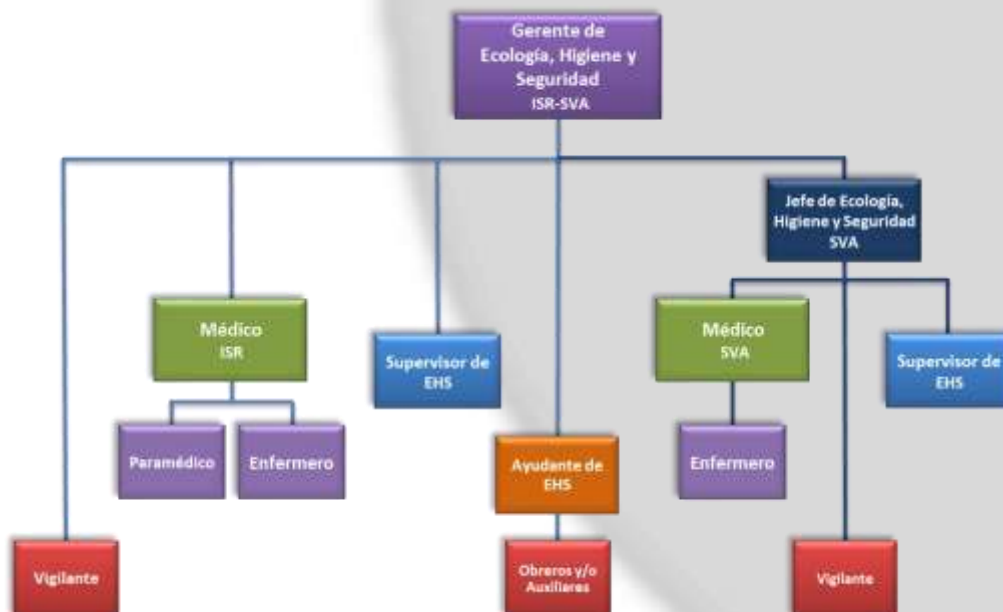 Gerente de
Ecología, Higiene y
Seguridad
ISR-SVA
Jefe de Ecología,
Higiene y Seguridad
SVA
Médico
ISR
Supervisor de
EHS
Médico
SVA
Supervisor de
EHS
Paramédico
Enfermero
Ayudante de
EHS
Enfermero
Vigilante
Obreros y/o
Auxiliares
Vigilante